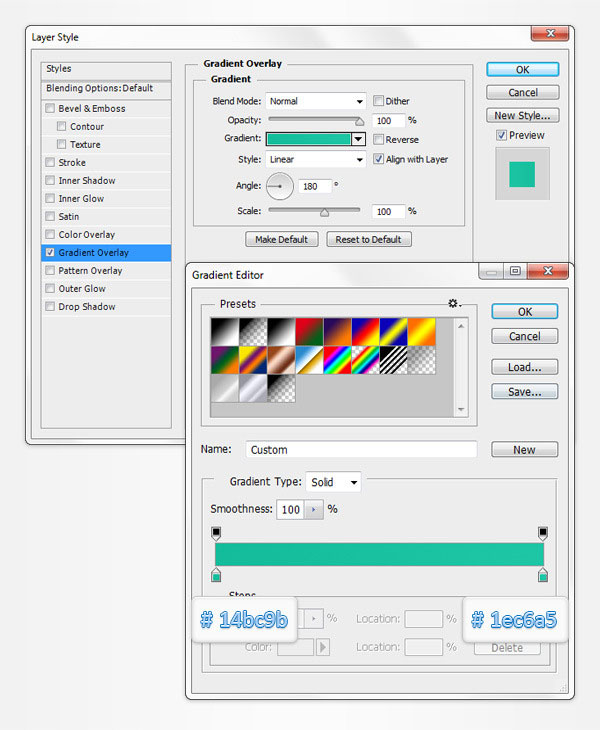 Layer Style
Styles
Blending Options:Default
Bevel & Emboss
Contour
Texture
Stroke
Inner Shadow
Inner Glow
Satin
Color Overlay
Gradient Overlay
Pattern Overlay
Outer Glow
Drop Shadow
Gradient Overlay
Gradient
Blend Mode: Normal Dither
Opacity: 100 %
Gradient: Reverse
Style: Linear Align with Layer
Angle: 180 °
Scale: 100 %
Make Default Reset to Default
OK
Cancel
New Style...
Preview
Gradient Editor
Presets
OK
Cancel
Load...
Save...
Name: Custom New
Gradient Type: Solid
Smoothness: 100 %
Stops
# 14bc9b % Location: % # 1ec6a5
Color: Location: % Delete